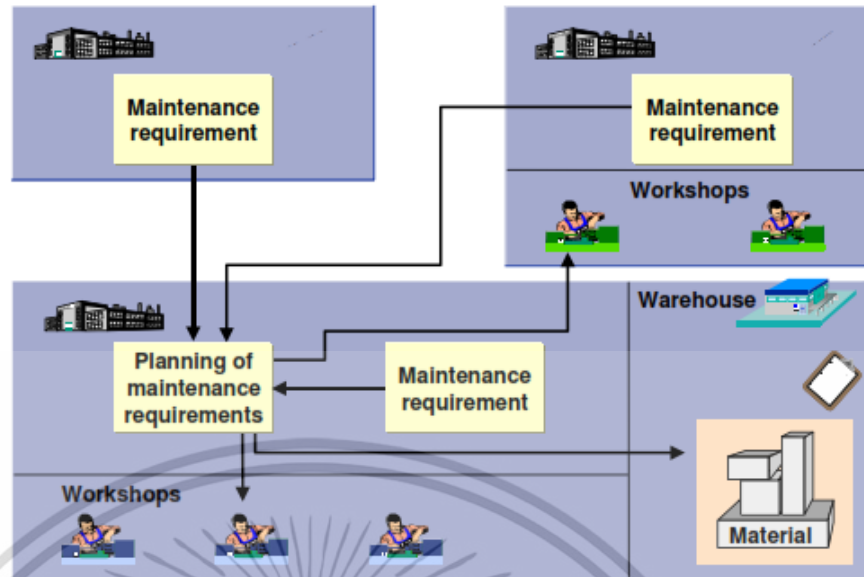 Maintenance
requirement
Maintenance
requirement
Workshops
Warehouse
Planning of
maintenance
requirements
Maintenance
requirement
Workshops
Material